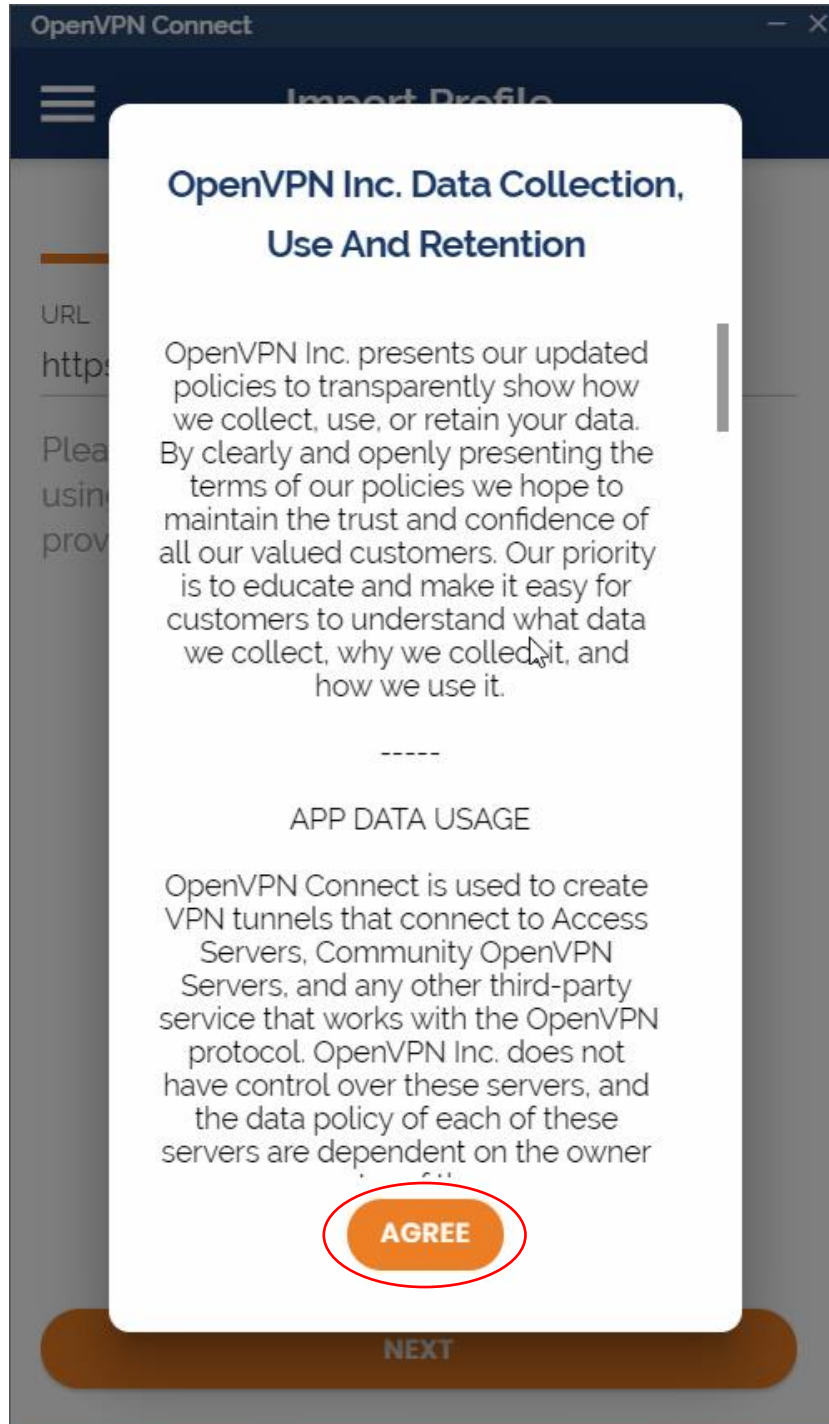 OpenVPN Connect
Import Profile
OpenVPN Inc. Data Collection,
Use And Retention
URL
OpenVPN Inc. presents our updated
policies to transparently show how
we collect, use, or retain your data.
By clearly and openly presenting the
terms of our policies we hope to
maintain the trust and confidence of
all our valued customers. Our priority
is to educate and make it easy for
customers to understand what data
we collect, why we collect it, and
how we use it.
-----
APP DATA USAGE
OpenVPN Connect is used to create
VPN tunnels that connect to Access
Servers, Community OpenVPN
Servers, and any other third-party
service that works with the OpenVPN
protocol. OpenVPN Inc. does not
have control over these servers, and
the data policy of each of these
servers are dependent on the owner
AGREE
NEXT